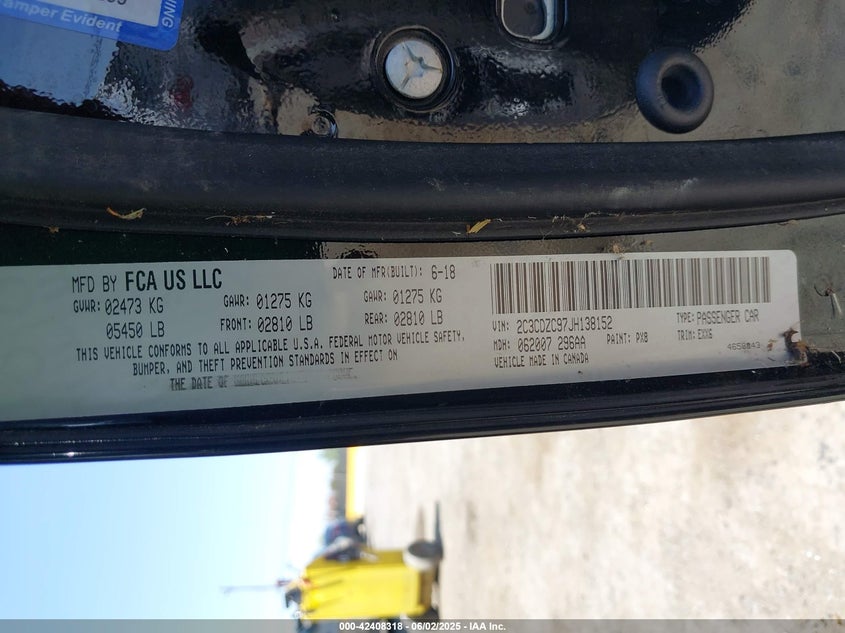 NING
Tamper Evident
MFD BY FCA US LLC
DATE OF MFR(BUILT): 6-18
GVWR: 02473 KG
05450 LB
GAWR: 01275 KG
FRONT: 02810 LB
GAWR: 01275 KG
REAR: 02810 LB
THIS VEHICLE CONFORMS TO ALL APPLICABLE U.S.A. FEDERAL MOTOR VEHICLE SAFETY,
BUMPER, AND THEFT PREVENTION STANDARDS IN EFFECT ON
THE DATE OF
VIN: 2C3CDZC97JH138152
TYPE: PASSENGER CAR
MDH: 062007 296AA
PAINT: PX8
TRIM: EXX6
VEHICLE MADE IN CANADA
000-42408318 - 06/02/2025 - IAA Inc.